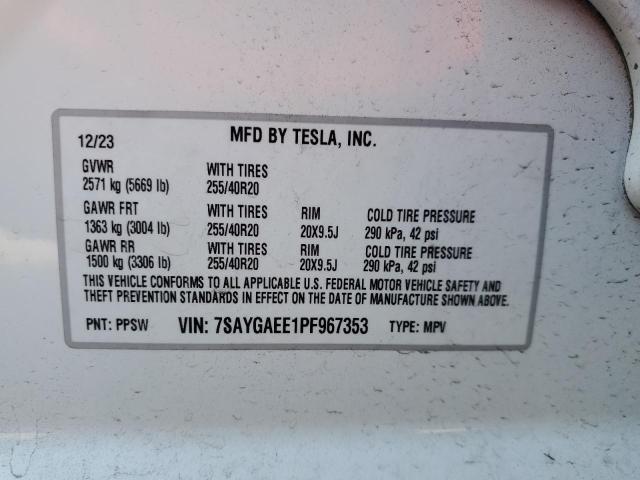 12/23 MFD BY TESLA, INC.
GVWR WITH TIRES
2571 kg (5669 lb) 255/40R20
GAWR FRT WITH TIRES RIM COLD TIRE PRESSURE
1363 kg (3004 lb) 255/40R20 20X9.5J 290 kPa, 42 psi
GAWR RR WITH TIRES RIM COLD TIRE PRESSURE
1500 kg (3306 lb) 255/40R20 20X9.5J 290 kPa, 42 psi
THIS VEHICLE CONFORMS TO ALL APPLICABLE U.S. FEDERAL MOTOR VEHICLE SAFETY AND
THEFT PREVENTION STANDARDS IN EFFECT ON THE DATE OF MANUFACTURE SHOWN ABOVE.
PNT: PPSW VIN: 7SAYGAEE1PF967353 TYPE: MPV